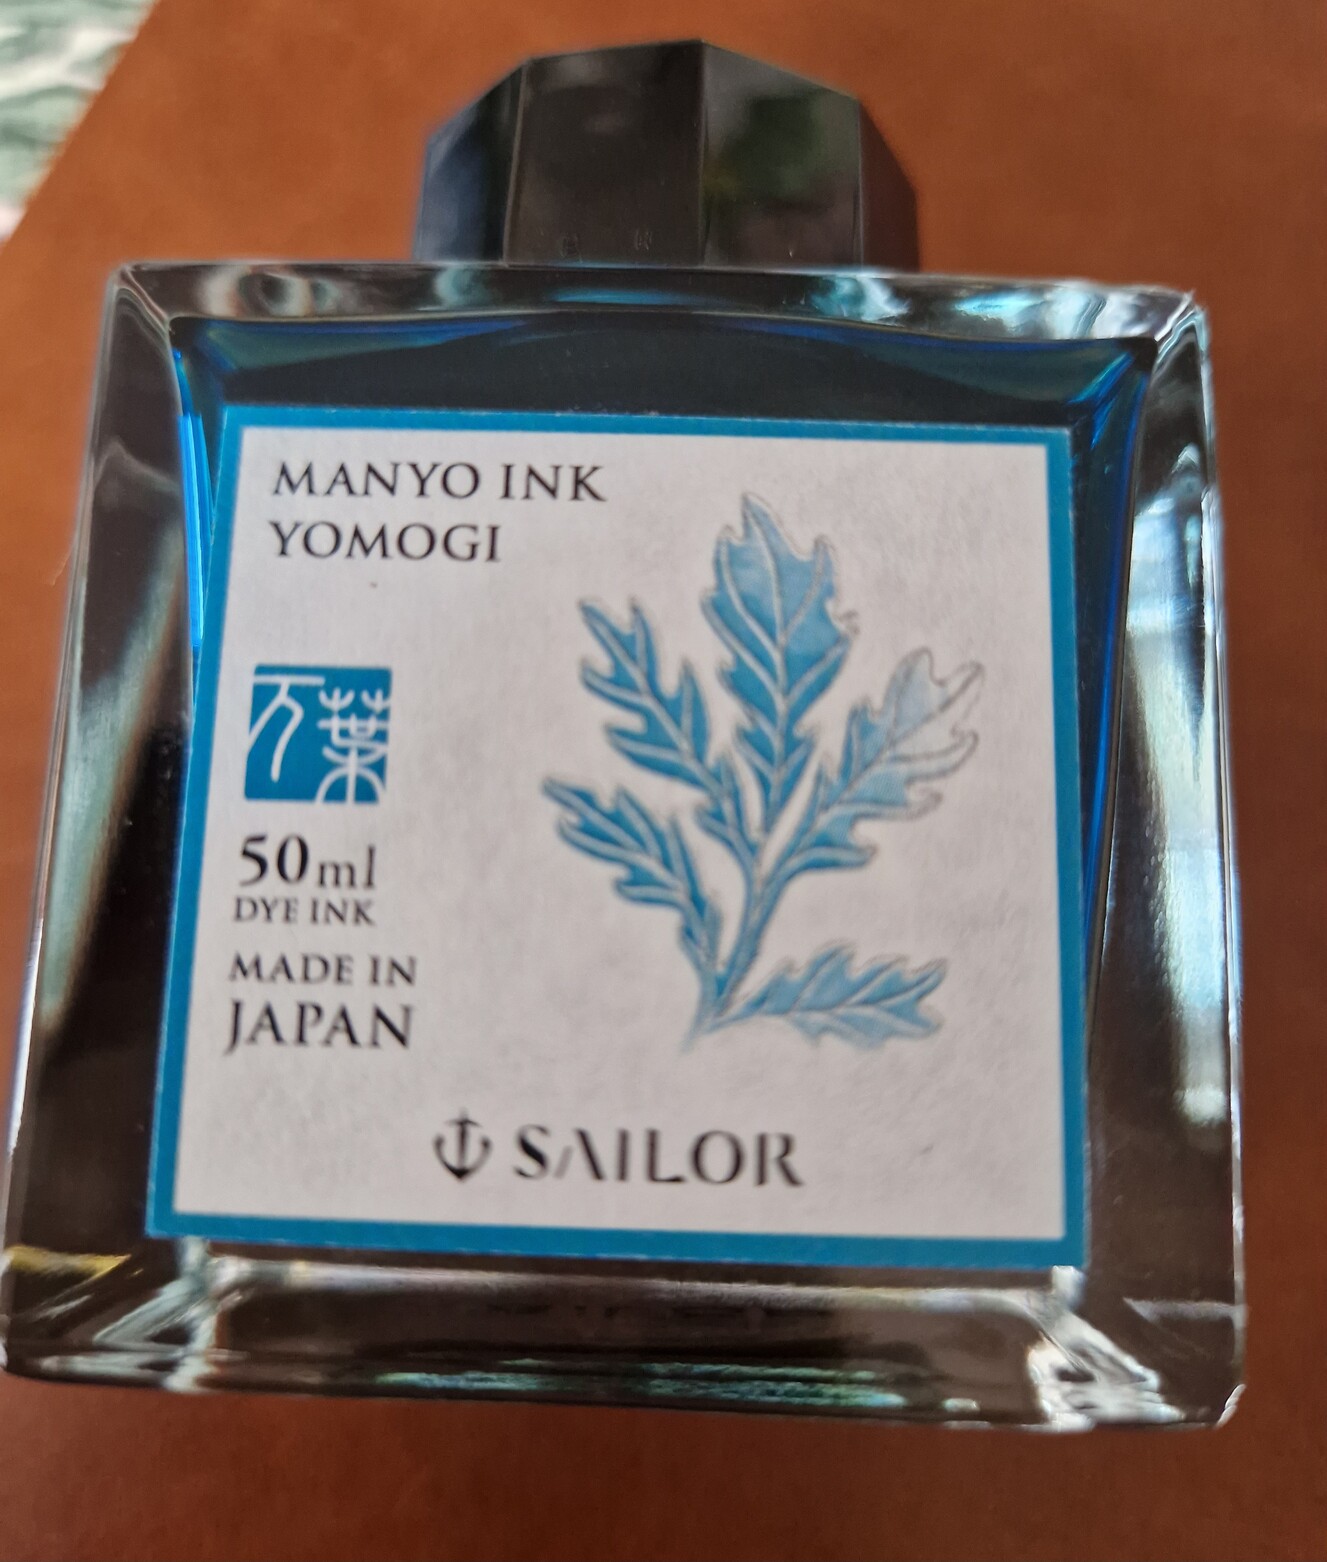 MANYO INK
YOMOGI
万葉
50ml
DYE INK
MADE IN
JAPAN
SAILOR